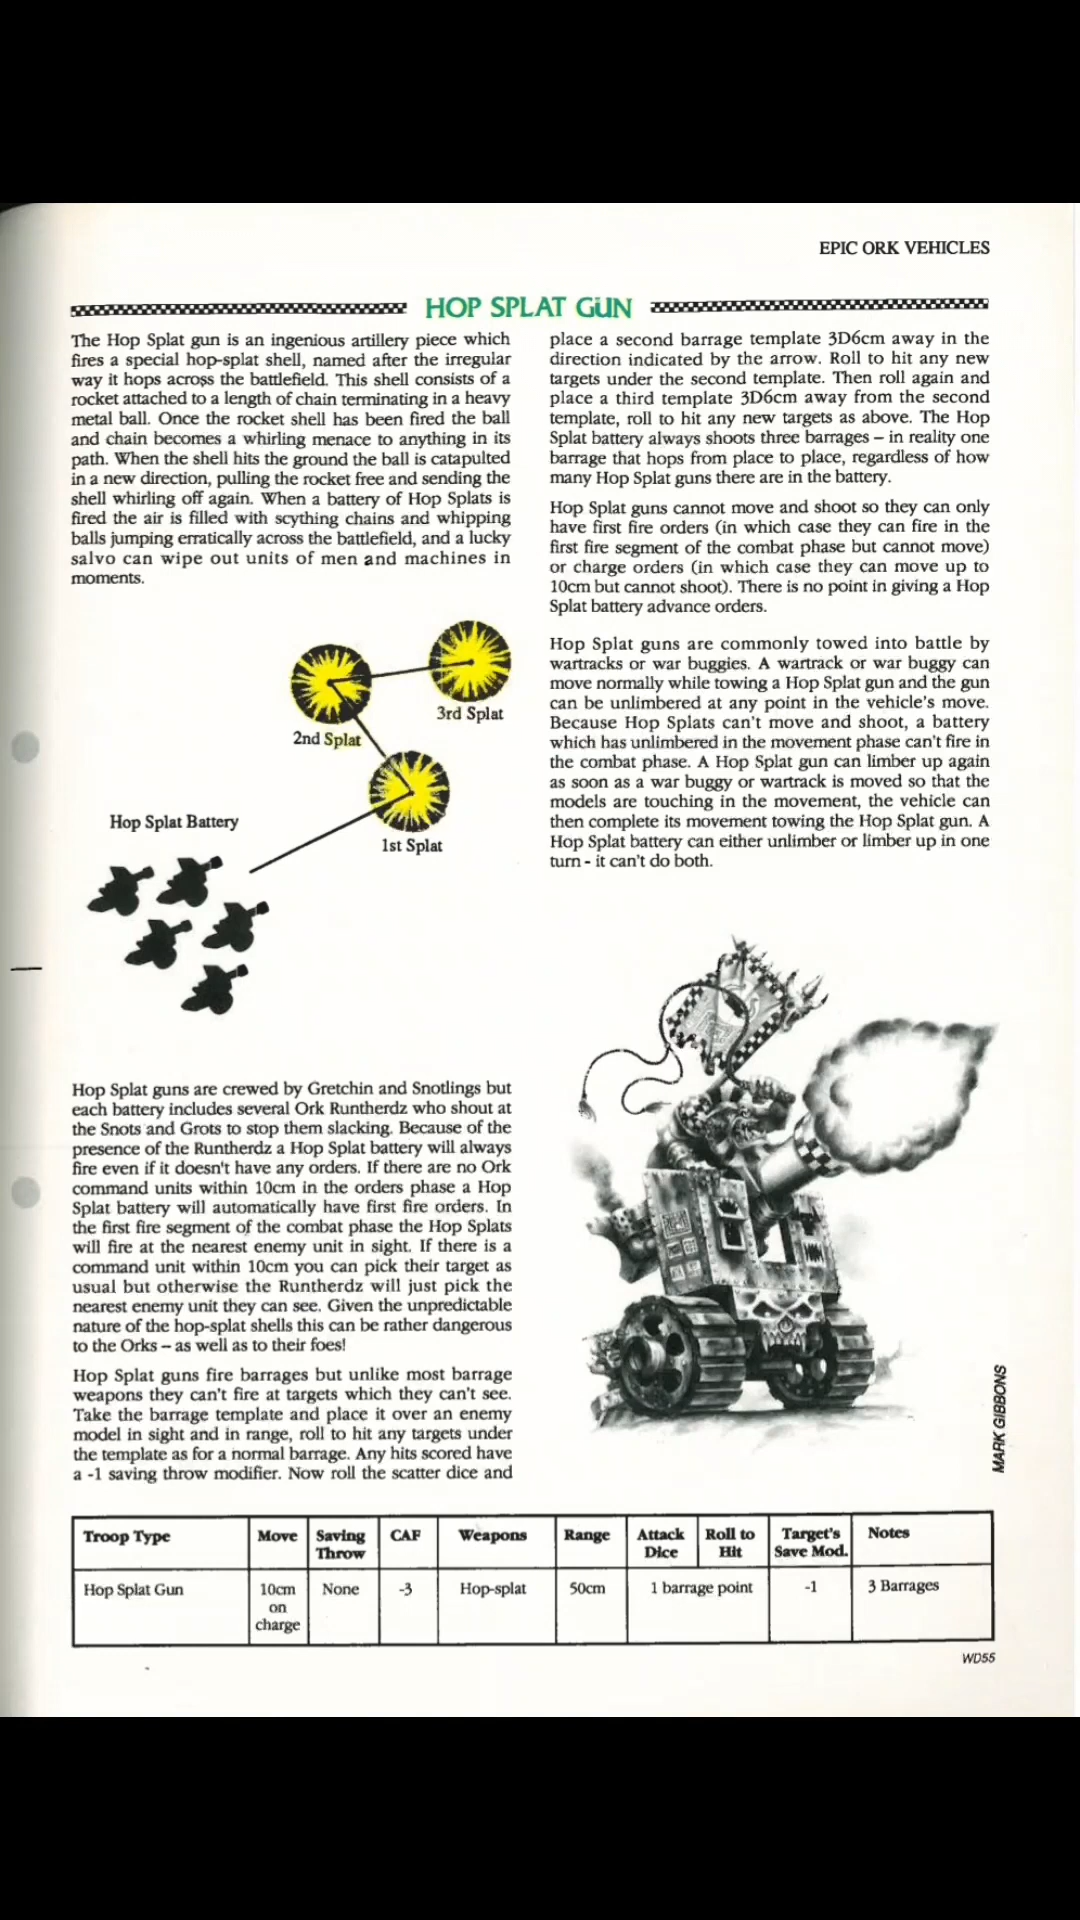 EPIC ORK VEHICLES
HOP SPLAT GUN
The Hop Splat gun is an ingenious artillery piece which
fires a special hop-splat shell, named after the irregular
way it hops across the battlefield. This shell consists of a
rocket attached to a length of chain terminating in a heavy
metal ball. Once the rocket shell has been fired the ball
and chain becomes a whirling menace to anything in its
path. When the shell hits the ground the ball is catapulted
in a new direction, pulling the rocket free and sending the
shell whirling off again. When a battery of Hop Splats is
fired the air is filled with scything chains and whipping
balls jumping erratically across the battlefield, and a lucky
salvo can wipe out units of men and machines in
moments.
3rd Splat
2nd Splat
Hop Splat Battery
1st Splat
Hop Splat guns are crewed by Gretchin and Snotlings but
each battery includes several Ork Runtherdz who shout at
the Snots and Grots to stop them slacking. Because of the
presence of the Runtherdz a Hop Splat battery will always
fire even if it doesn't have any orders. If there are no Ork
command units within 10cm in the orders phase a Hop
Splat battery will automatically have first fire orders. In
the first fire segment of the combat phase the Hop Splats
will fire at the nearest enemy unit in sight. If there is a
command unit within 10cm you can pick their target as
usual but otherwise the Runtherdz will just pick the
nearest enemy unit they can see. Given the unpredictable
nature of the hop-splat shells this can be rather dangerous
to the Orks – as well as to their foes!
Hop Splat guns fire barrages but unlike most barrage
weapons they can't fire at targets which they can't see.
Take the barrage template and place it over an enemy
model in sight and in range, roll to hit any targets under
the template as for a normal barrage. Any hits scored have
a -1 saving throw modifier. Now roll the scatter dice and
place a second barrage template 3D6cm away in the
direction indicated by the arrow. Roll to hit any new
targets under the second template. Then roll again and
place a third template 3D6cm away from the second
template, roll to hit any new targets as above. The Hop
Splat battery always shoots three barrages – in reality one
barrage that hops from place to place, regardless of how
many Hop Splat guns there are in the battery.
Hop Splat guns cannot move and shoot so they can only
have first fire orders (in which case they can fire in the
first fire segment of the combat phase but cannot move)
or charge orders (in which case they can move up to
10cm but cannot shoot). There is no point in giving a Hop
Splat battery advance orders.
Hop Splat guns are commonly towed into battle by
wartracks or war buggies. A wartrack or war buggy can
move normally while towing a Hop Splat gun and the gun
can be unlimbered at any point in the vehicle's move.
Because Hop Splats can't move and shoot, a battery
which has unlimbered in the movement phase can't fire in
the combat phase. A Hop Splat gun can limber up again
as soon as a war buggy or wartrack is moved so that the
models are touching in the movement, the vehicle can
then complete its movement towing the Hop Splat gun. A
Hop Splat battery can either unlimber or limber up in one
turn - it can't do both.
MARK GIBBONS
Troop Type Move Saving Throw CAF Weapons Range Attack Dice Roll to Hit Target's Save Mod. Notes
Hop Splat Gun 10cm on charge None -3 Hop-splat 50cm 1 barrage point -1 3 Barrages
WD55